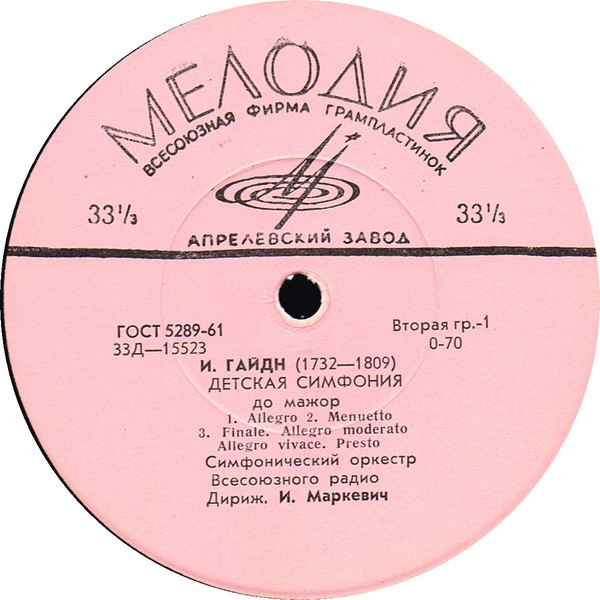 МЕЛОДИЯ
ВСЕСОЮЗНАЯ ФИРМА ГРАМПЛАСТИНОК
33⅓ 33⅓
АПРЕЛЕВСКИЙ ЗАВОД
ГОСТ 5289-61 Вторая гр.-1
33Д—15523 0-70
И. ГАЙДН (1732—1809)
ДЕТСКАЯ СИМФОНИЯ
до мажор
1. Allegro 2. Menuetto
3. Finale. Allegro moderato
Allegro vivace. Presto
Симфонический оркестр
Всесоюзного радио
Дириж. И. Маркевич